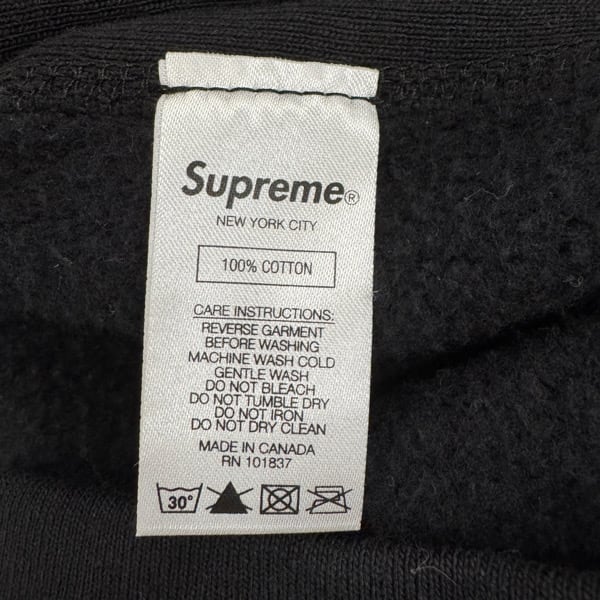 Supreme®
NEW YORK CITY
100% COTTON
CARE INSTRUCTIONS:
REVERSE GARMENT
BEFORE WASHING
MACHINE WASH COLD
GENTLE WASH
DO NOT BLEACH
DO NOT TUMBLE DRY
DO NOT IRON
DO NOT DRY CLEAN
MADE IN CANADA
RN 101837
30°